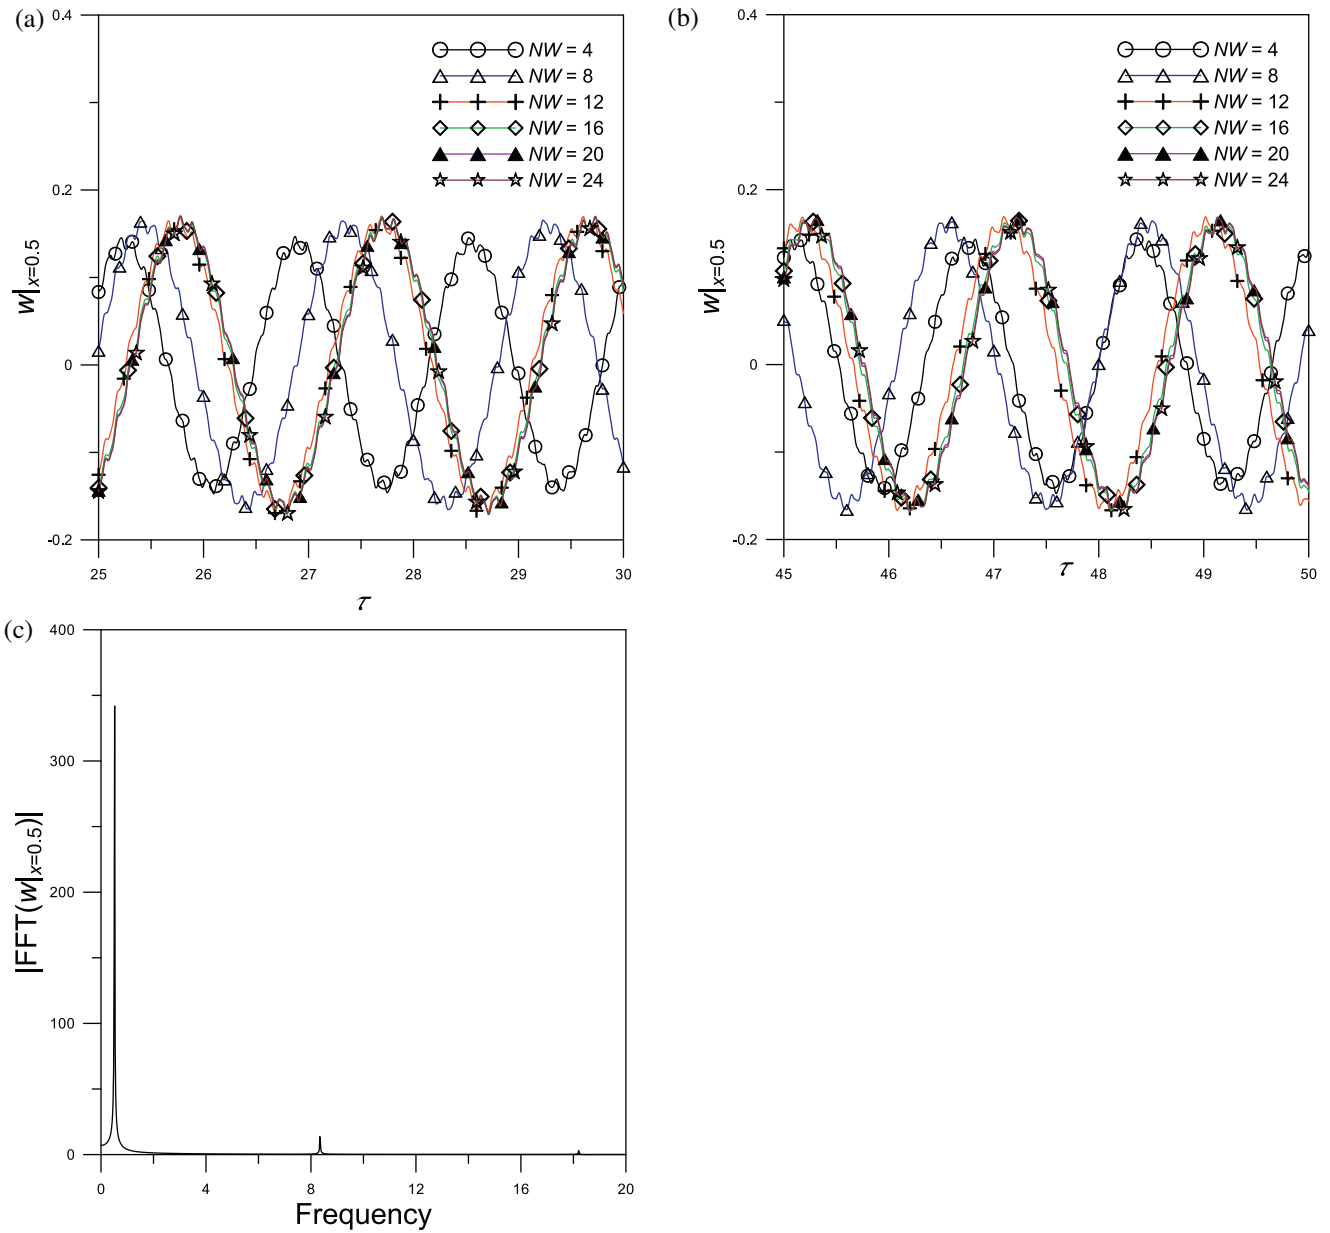 (a)
0.4
0.2
0
-0.2
w|x=0.5
NW = 4
NW = 8
NW = 12
NW = 16
NW = 20
NW = 24
25 26 27 28 29 30
τ
(b)
0.4
0.2
0
-0.2
w|x=0.5
NW = 4
NW = 8
NW = 12
NW = 16
NW = 20
NW = 24
45 46 47 48 49 50
τ
(c)
400
300
200
100
0
|FFT(w|x=0.5)|
0 4 8 12 16 20
Frequency